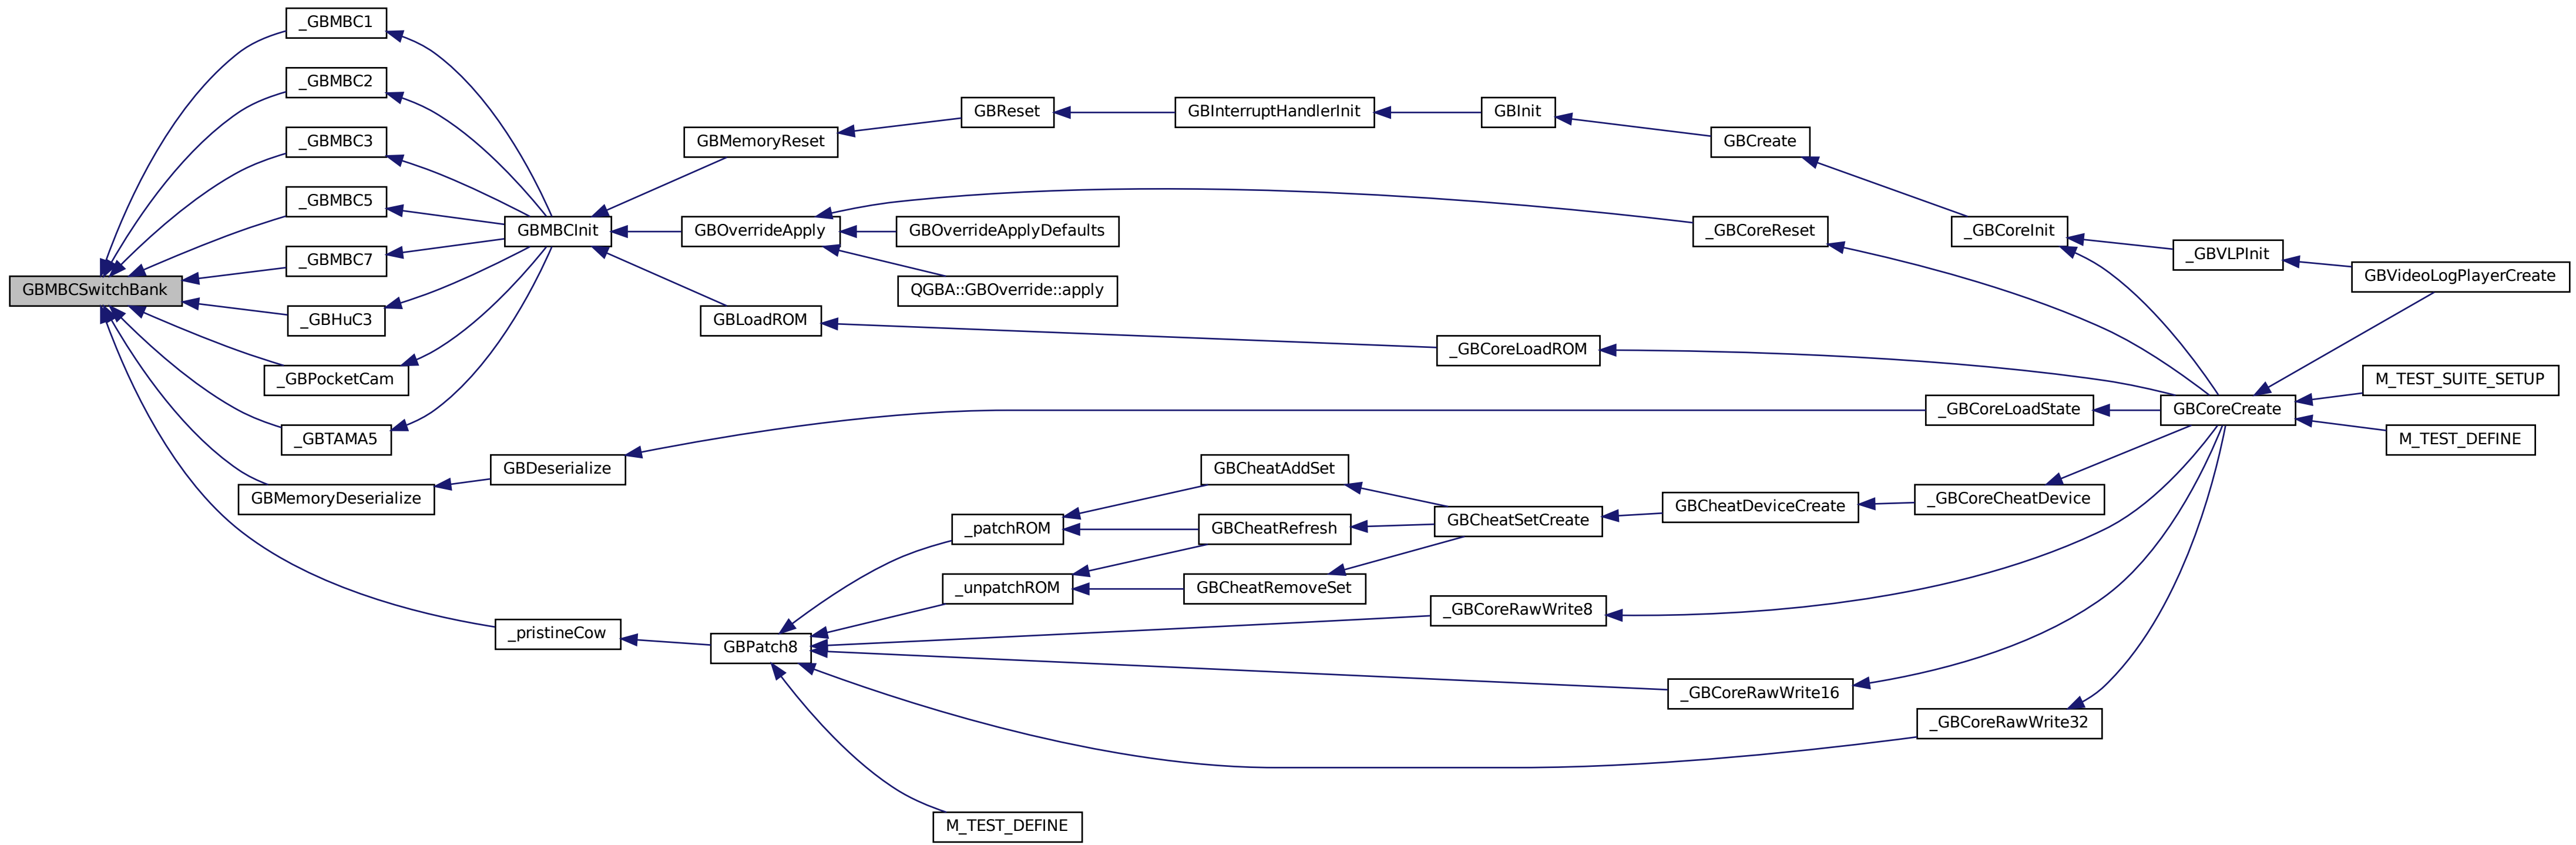 _GBMBC1
_GBMBC2
_GBMBC3
_GBMBC5
_GBMBC7
_GBHuC3
_GBPocketCam
_GBTAMA5
GBMBCSwitchBank
GBMemoryDeserialize
_pristineCow
GBMBCInit
GBDeserialize
GBMemoryReset
GBOverrideApply
GBLoadROM
GBPatch8
GBReset
GBOverrideApplyDefaults
QGBA::GBOverride::apply
_patchROM
_unpatchROM
M_TEST_DEFINE
GBInterruptHandlerInit
GBCheatAddSet
GBCheatRefresh
GBCheatRemoveSet
GBInit
_GBCoreLoadROM
GBCheatSetCreate
_GBCoreRawWrite8
GBCreate
_GBCoreReset
GBCheatDeviceCreate
_GBCoreRawWrite16
_GBCoreInit
_GBCoreLoadState
_GBCoreCheatDevice
_GBCoreRawWrite32
_GBVLPInit
GBCoreCreate
GBVideoLogPlayerCreate
M_TEST_SUITE_SETUP
M_TEST_DEFINE